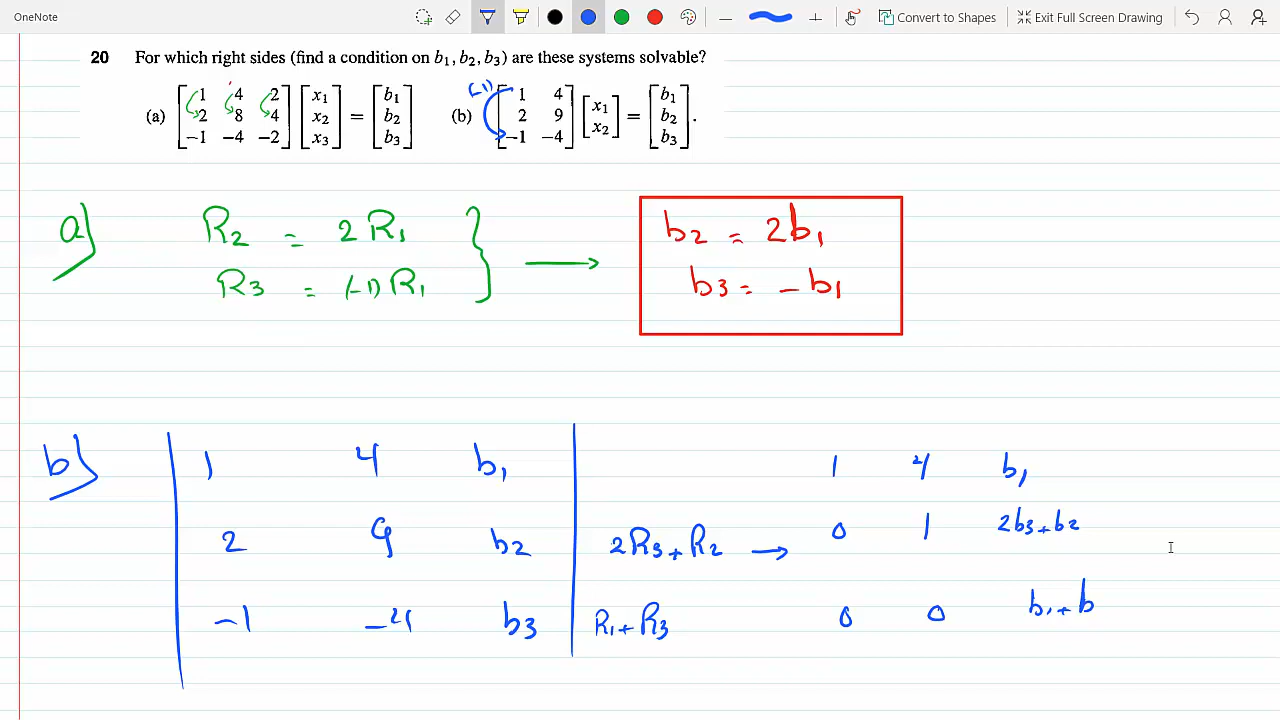 OneNote
Convert to Shapes
Exit Full Screen Drawing
20 For which right sides (find a condition on b1, b2, b3) are these systems solvable?
(a) [1 4 2; 2 8 4; −1 −4 −2] [x1; x2; x3] = [b1; b2; b3] (b) [1 4; 2 9; −1 −4] [x1; x2] = [b1; b2; b3].
(-1)
a) R2 = 2 R1
R3 = (-1) R1
b2 = 2b1
b3 = - b1
b) 1 4 b1
2 9 b2
-1 -4 b3
1 4 b1
2R3 + R2 → 0 1 2b3 + b2
R1 + R3 0 0 b1 + b